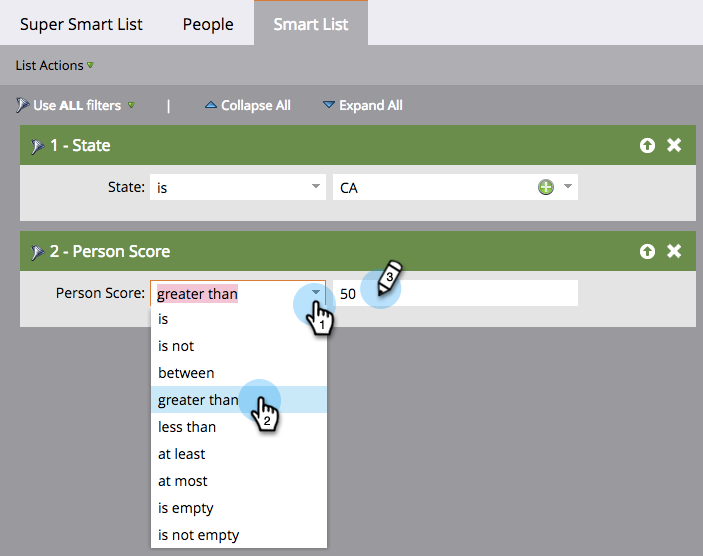 Super Smart List People Smart List
List Actions
Use ALL filters | Collapse All Expand All
1 - State
State: is CA
2 - Person Score
Person Score: greater than 50 3
1
is
is not
between
greater than
2
less than
at least
at most
is empty
is not empty